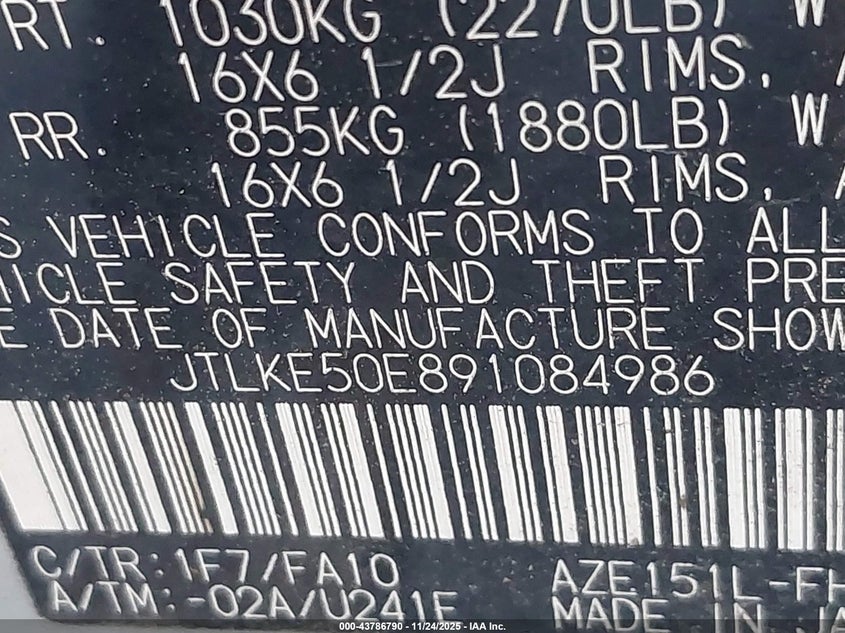 RT. 1030KG (2270LB) W
16X6 1/2J RIMS,
RR. 855KG (1880LB) W
16X6 1/2J RIMS,
S VEHICLE CONFORMS TO ALL
ICLE SAFETY AND THEFT PRE
E DATE OF MANUFACTURE SHOW
JTLKE50E891084986
C/TR:1F7/FA10
AZE151L-FH
A/TM:-02A/U241E
MADE IN JA
000-43786790 - 11/24/2025 - IAA Inc.